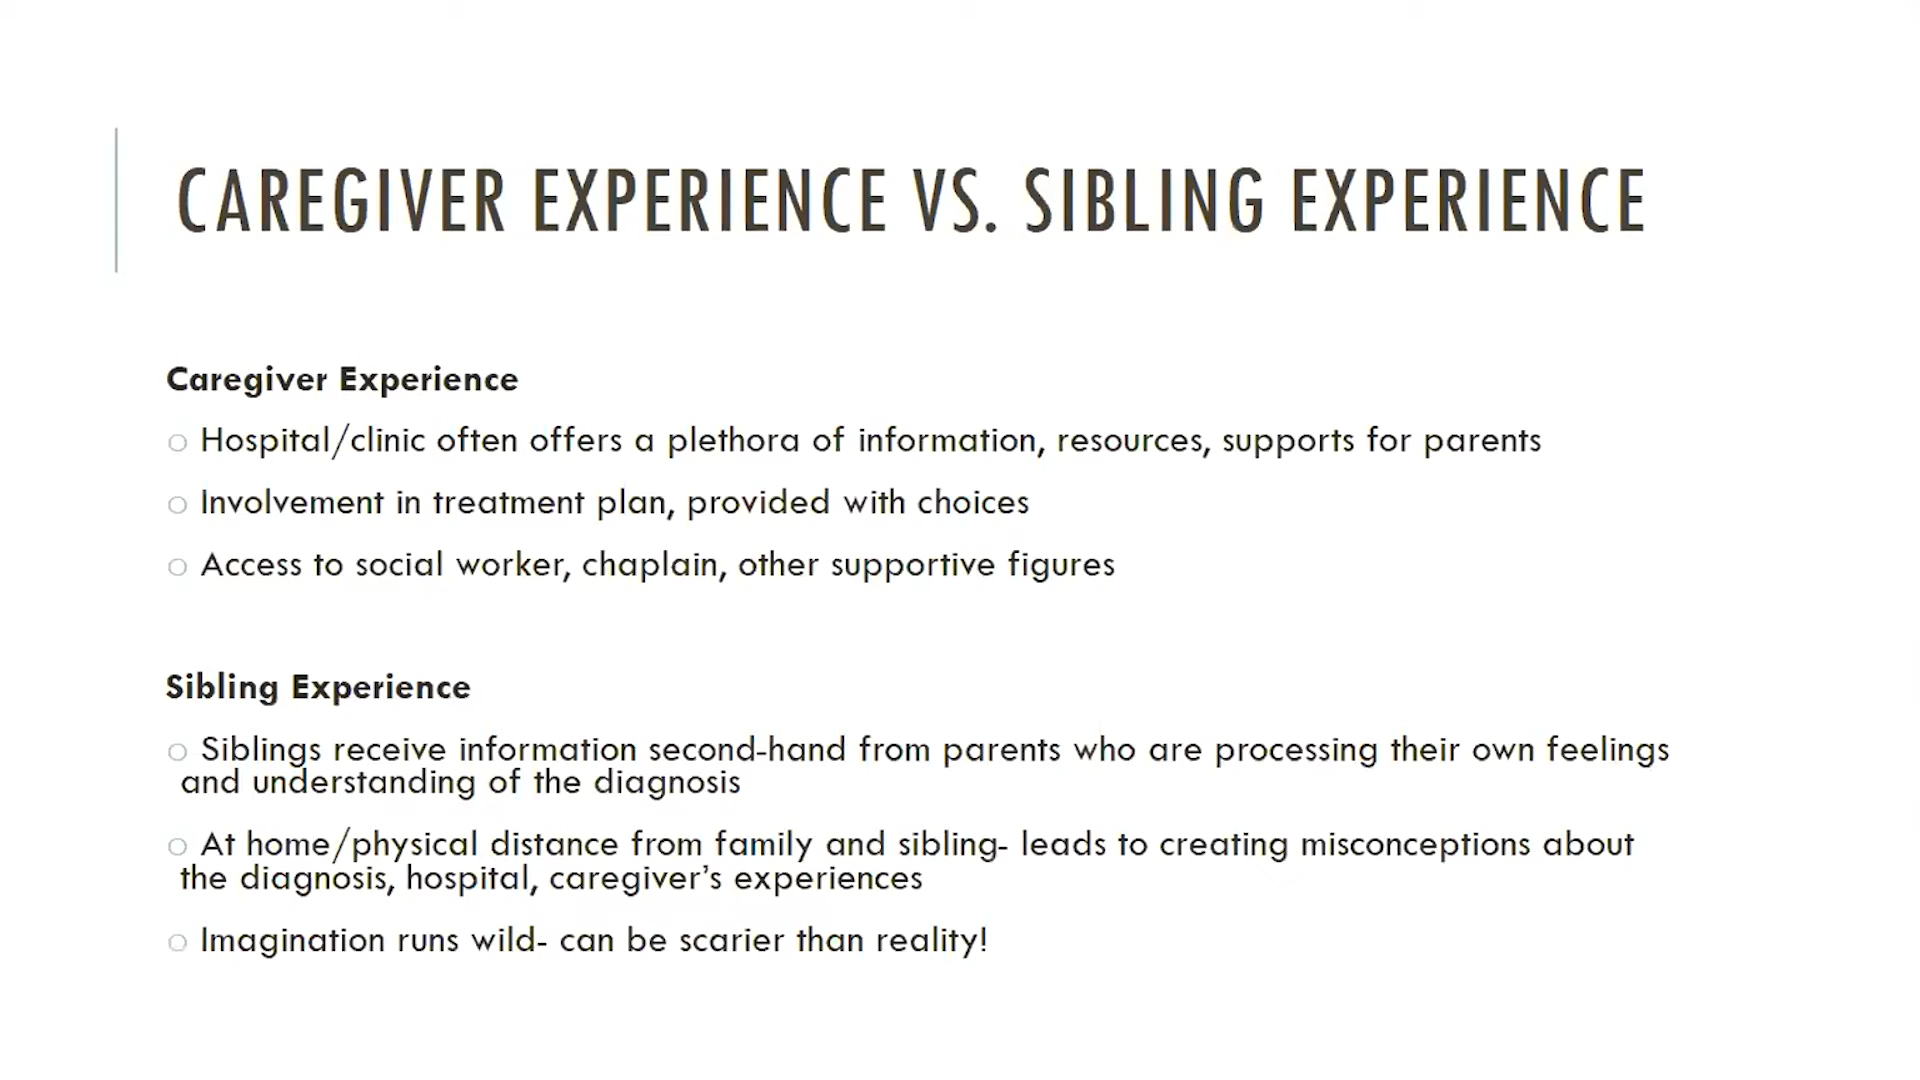 CAREGIVER EXPERIENCE VS. SIBLING EXPERIENCE
Caregiver Experience
○ Hospital/clinic often offers a plethora of information, resources, supports for parents
○ Involvement in treatment plan, provided with choices
○ Access to social worker, chaplain, other supportive figures
Sibling Experience
○ Siblings receive information second-hand from parents who are processing their own feelings
and understanding of the diagnosis
○ At home/physical distance from family and sibling- leads to creating misconceptions about
the diagnosis, hospital, caregiver’s experiences
○ Imagination runs wild- can be scarier than reality!